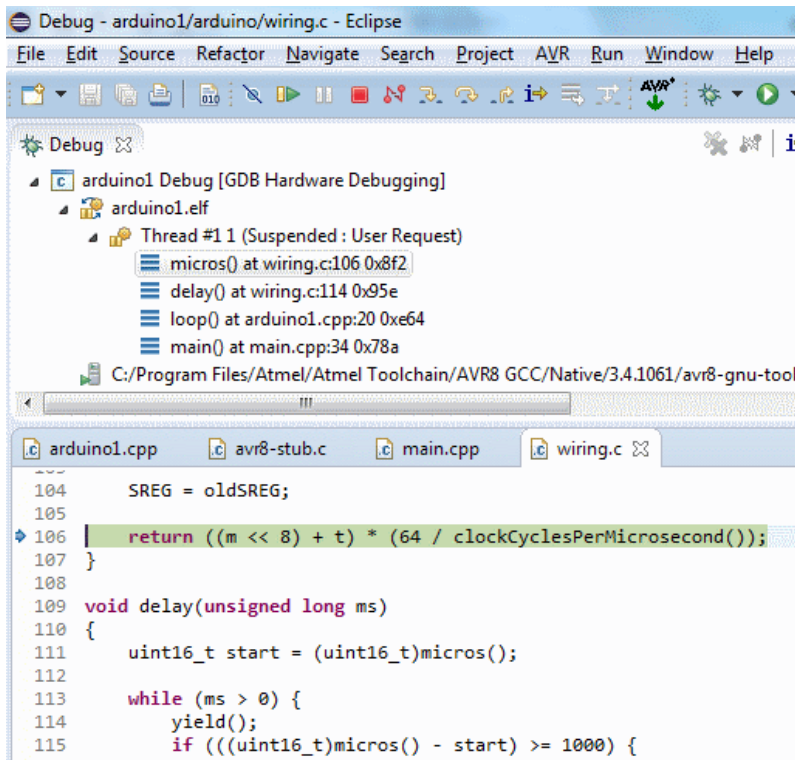 Debug - arduino1/arduino/wiring.c - Eclipse
File Edit Source Refactor Navigate Search Project AVR Run Window Help
010 i AVR
Debug
arduino1 Debug [GDB Hardware Debugging]
arduino1.elf
Thread #1 1 (Suspended : User Request)
micros() at wiring.c:106 0x8f2
delay() at wiring.c:114 0x95e
loop() at arduino1.cpp:20 0xe64
main() at main.cpp:34 0x78a
C:/Program Files/Atmel/Atmel Toolchain/AVR8 GCC/Native/3.4.1061/avr8-gnu-tool
arduino1.cpp avr8-stub.c main.cpp wiring.c
104 SREG = oldSREG;
105
106 return ((m << 8) + t) * (64 / clockCyclesPerMicrosecond());
107 }
108
109 void delay(unsigned long ms)
110 {
111 uint16_t start = (uint16_t)micros();
112
113 while (ms > 0) {
114 yield();
115 if (((uint16_t)micros() - start) >= 1000) {